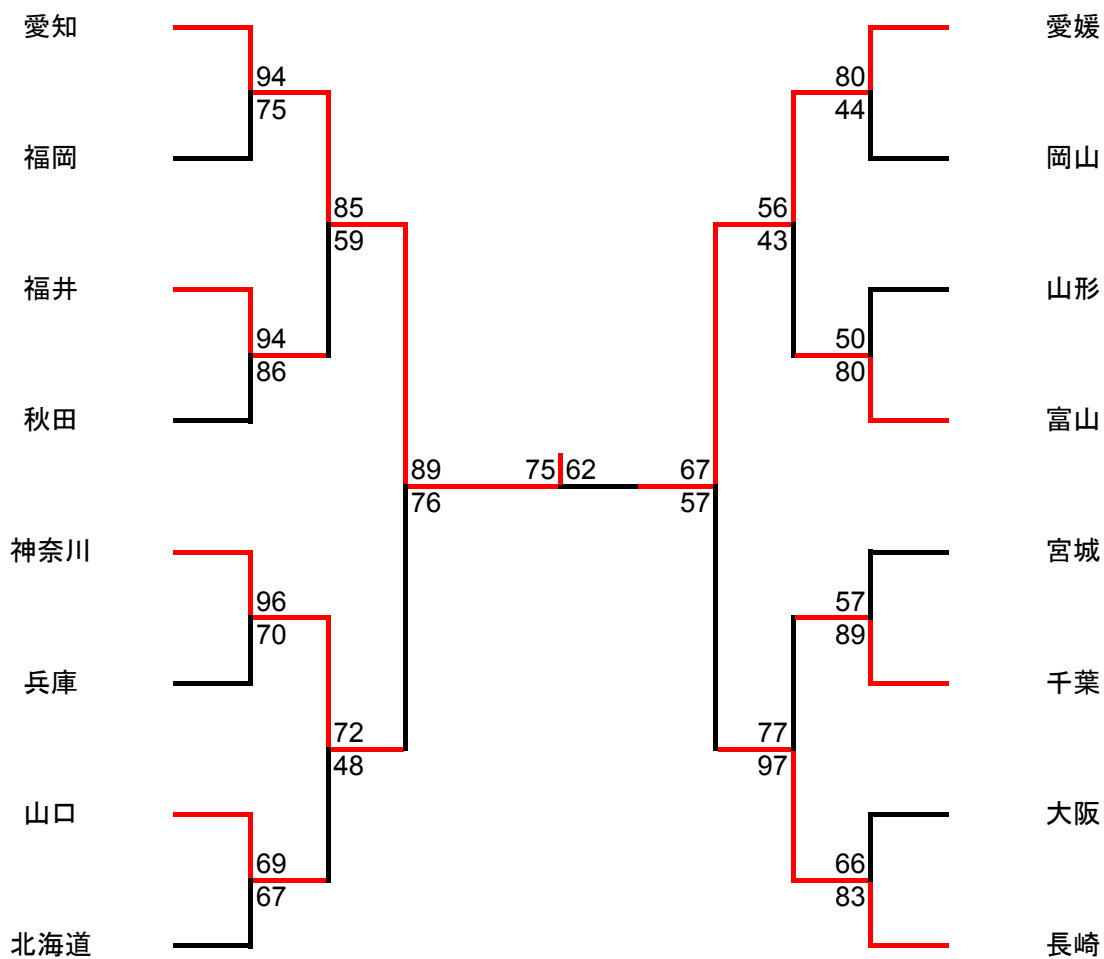 愛知 愛媛
94 80
75 44
福岡 岡山
85 56
59 43
福井 山形
94 50
86 80
秋田 富山
89 75 62 67
76 57
神奈川 宮城
96 57
70 89
兵庫 千葉
72 77
48 97
山口 大阪
69 66
67 83
北海道 長崎